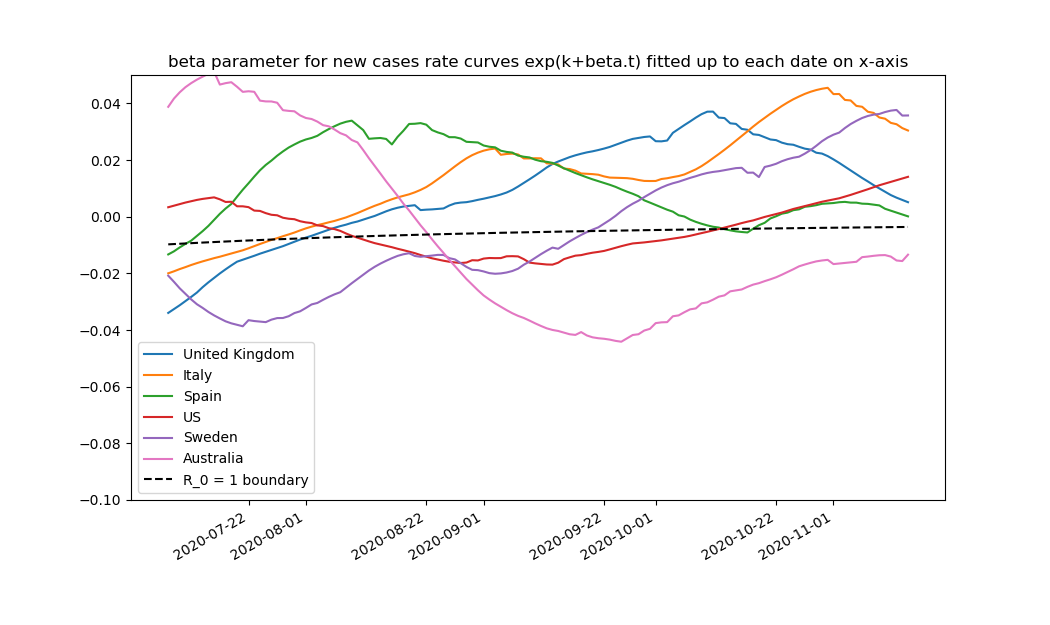 beta parameter for new cases rate curves exp(k+beta.t) fitted up to each date on x-axis
0.04
0.02
0.00
−0.02
−0.04
−0.06
−0.08
−0.10
United Kingdom
Italy
Spain
US
Sweden
Australia
R_0 = 1 boundary
2020-07-22
2020-08-01
2020-08-22
2020-09-01
2020-09-22
2020-10-01
2020-10-22
2020-11-01